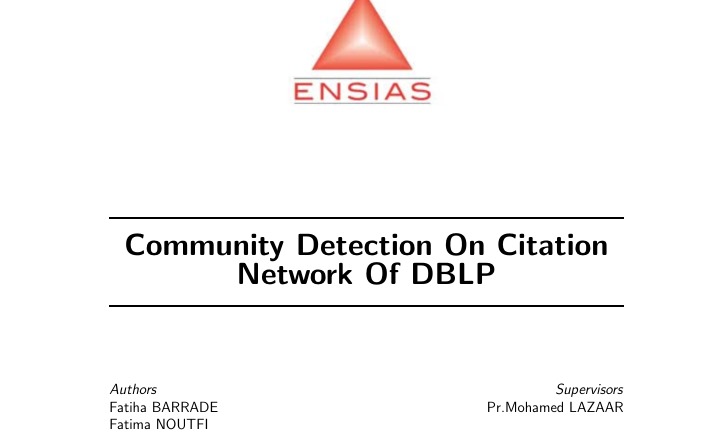 ENSIAS
Community Detection On Citation
Network Of DBLP
Authors
Fatiha BARRADE
Fatima NOUTFI
Supervisors
Pr.Mohamed LAZAAR